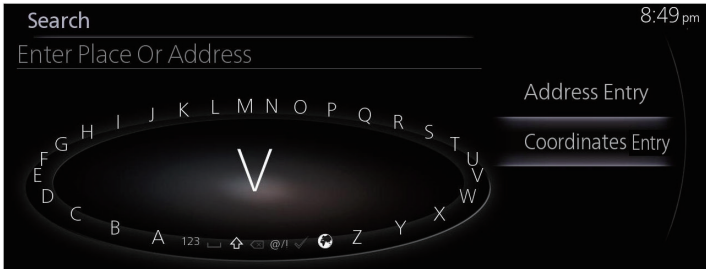 Search
8:49 pm
Enter Place Or Address
Address Entry
Coordinates Entry
A B C D E F G H I J K L M N O P Q R S T U V W X Y Z
V
123 @/!